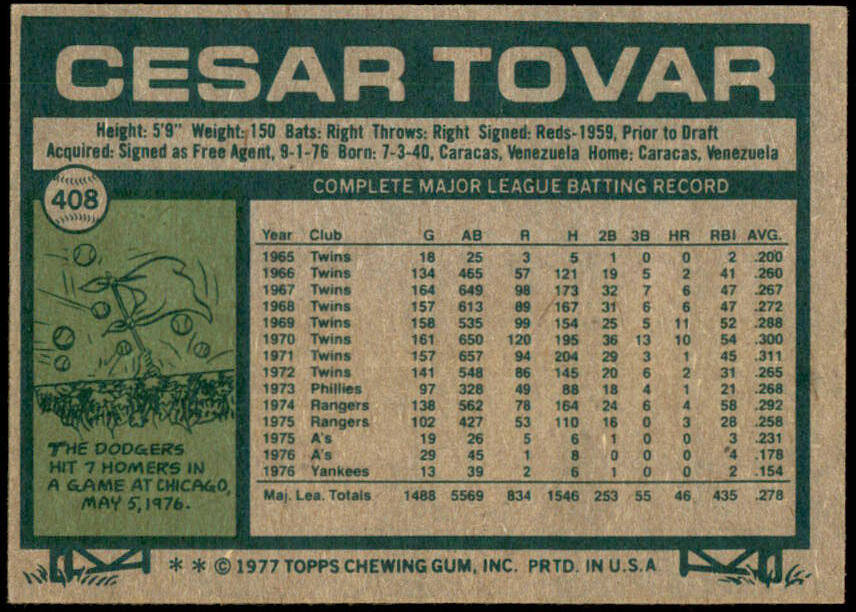 CESAR TOVAR
Height: 5'9" Weight: 150 Bats: Right Throws: Right Signed: Reds-1959, Prior to Draft
Acquired: Signed as Free Agent, 9-1-76 Born: 7-3-40, Caracas, Venezuela Home: Caracas, Venezuela
408
COMPLETE MAJOR LEAGUE BATTING RECORD
Year Club G AB R H 2B 3B HR RBI AVG.
1965 Twins 18 25 3 5 1 0 0 2 .200
1966 Twins 134 465 57 121 19 5 2 41 .260
1967 Twins 164 649 98 173 32 7 6 47 .267
1968 Twins 157 613 89 167 31 6 6 47 .272
1969 Twins 158 535 99 154 25 5 11 52 .288
1970 Twins 161 650 120 195 36 13 10 54 .300
1971 Twins 157 657 94 204 29 3 1 45 .311
1972 Twins 141 548 86 145 20 6 2 31 .265
1973 Phillies 97 328 49 88 18 4 1 21 .268
1974 Rangers 138 562 78 164 24 6 4 58 .292
1975 Rangers 102 427 53 110 16 0 3 28 .258
1975 A's 19 26 5 6 1 0 0 3 .231
1976 A's 29 45 1 8 0 0 0 4 .178
1976 Yankees 13 39 2 6 1 0 0 2 .154
Maj. Lea. Totals 1488 5569 834 1546 253 55 46 435 .278
THE DODGERS
HIT 7 HOMERS IN
A GAME AT CHICAGO,
MAY 5, 1976.
* * © 1977 TOPPS CHEWING GUM, INC. PRTD. IN U.S.A.